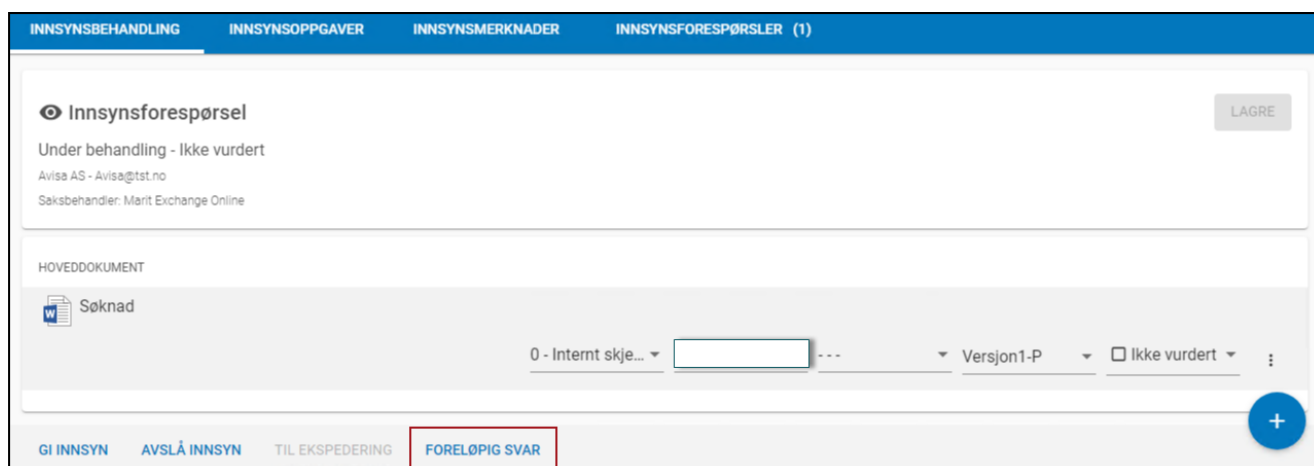 INNSYNSBEHANDLING INNSYNSOPPGAVER INNSYNSMERKNADER INNSYNSFORESPØRSLER (1)
Innsynsforespørsel
LAGRE
Under behandling - Ikke vurdert
Avisa AS - Avisa@tst.no
Saksbehandler: Marit Exchange Online
HOVEDDOKUMENT
Søknad
0 - Internt skje... - - - Versjon1-P Ikke vurdert
GI INNSYN AVSLÅ INNSYN TIL EKSPEDERING FORELØPIG SVAR